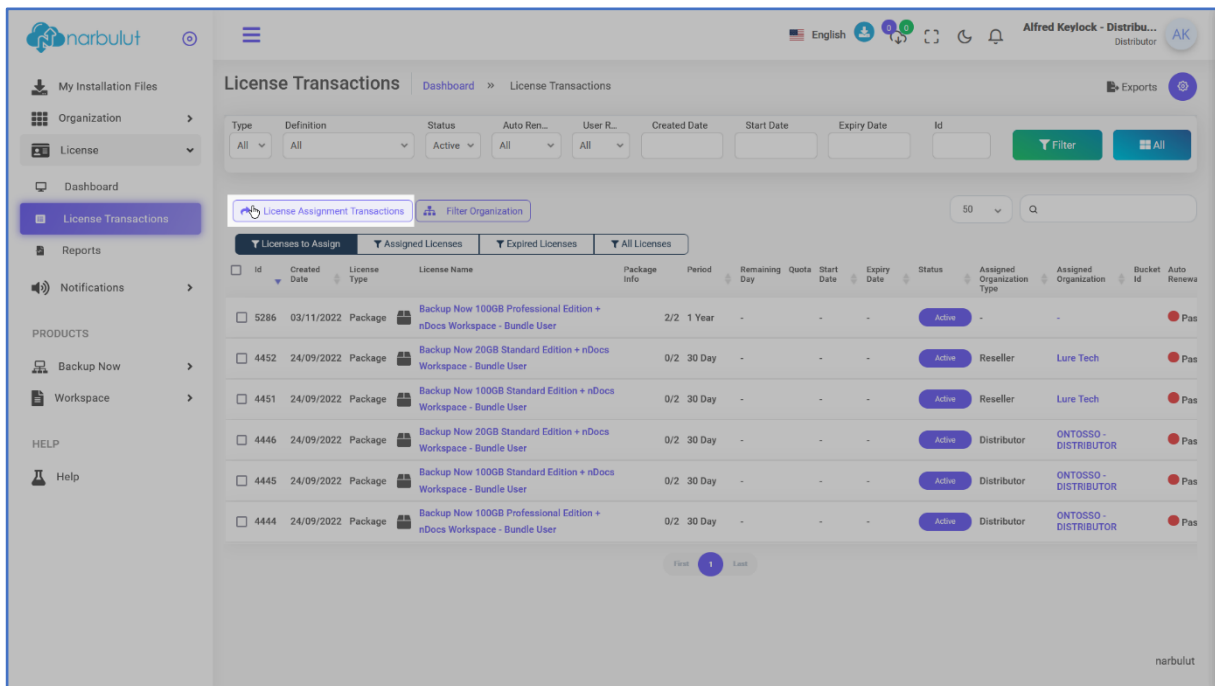 narbulut
English
0
0
Alfred Keylock - Distribu...
Distributor
AK
My Installation Files
Organization
License
Dashboard
License Transactions
Reports
Notifications
PRODUCTS
Backup Now
Workspace
HELP
Help
License Transactions
Dashboard » License Transactions
Exports
Type Definition Status Auto Ren... User R... Created Date Start Date Expiry Date Id
All All Active All All
Filter
All
License Assignment Transactions
Filter Organization
50
Licenses to Assign Assigned Licenses Expired Licenses All Licenses
Id Created Date License Type License Name Package Info Period Remaining Day Quota Start Date Expiry Date Status Assigned Organization Type Assigned Organization Bucket Id Auto Renewa
5286 03/11/2022 Package Backup Now 100GB Professional Edition +
nDocs Workspace - Bundle User
2/2 1 Year - - - Active - - Pas
4452 24/09/2022 Package Backup Now 20GB Standard Edition + nDocs
Workspace - Bundle User
0/2 30 Day - - - Active Reseller Lure Tech Pas
4451 24/09/2022 Package Backup Now 100GB Standard Edition + nDocs
Workspace - Bundle User
0/2 30 Day - - - Active Reseller Lure Tech Pas
4446 24/09/2022 Package Backup Now 20GB Standard Edition + nDocs
Workspace - Bundle User
0/2 30 Day - - - Active Distributor ONTOSSO -
DISTRIBUTOR
Pas
4445 24/09/2022 Package Backup Now 100GB Standard Edition + nDocs
Workspace - Bundle User
0/2 30 Day - - - Active Distributor ONTOSSO -
DISTRIBUTOR
Pas
4444 24/09/2022 Package Backup Now 100GB Professional Edition +
nDocs Workspace - Bundle User
0/2 30 Day - - - Active Distributor ONTOSSO -
DISTRIBUTOR
Pas
First 1 Last
narbulut